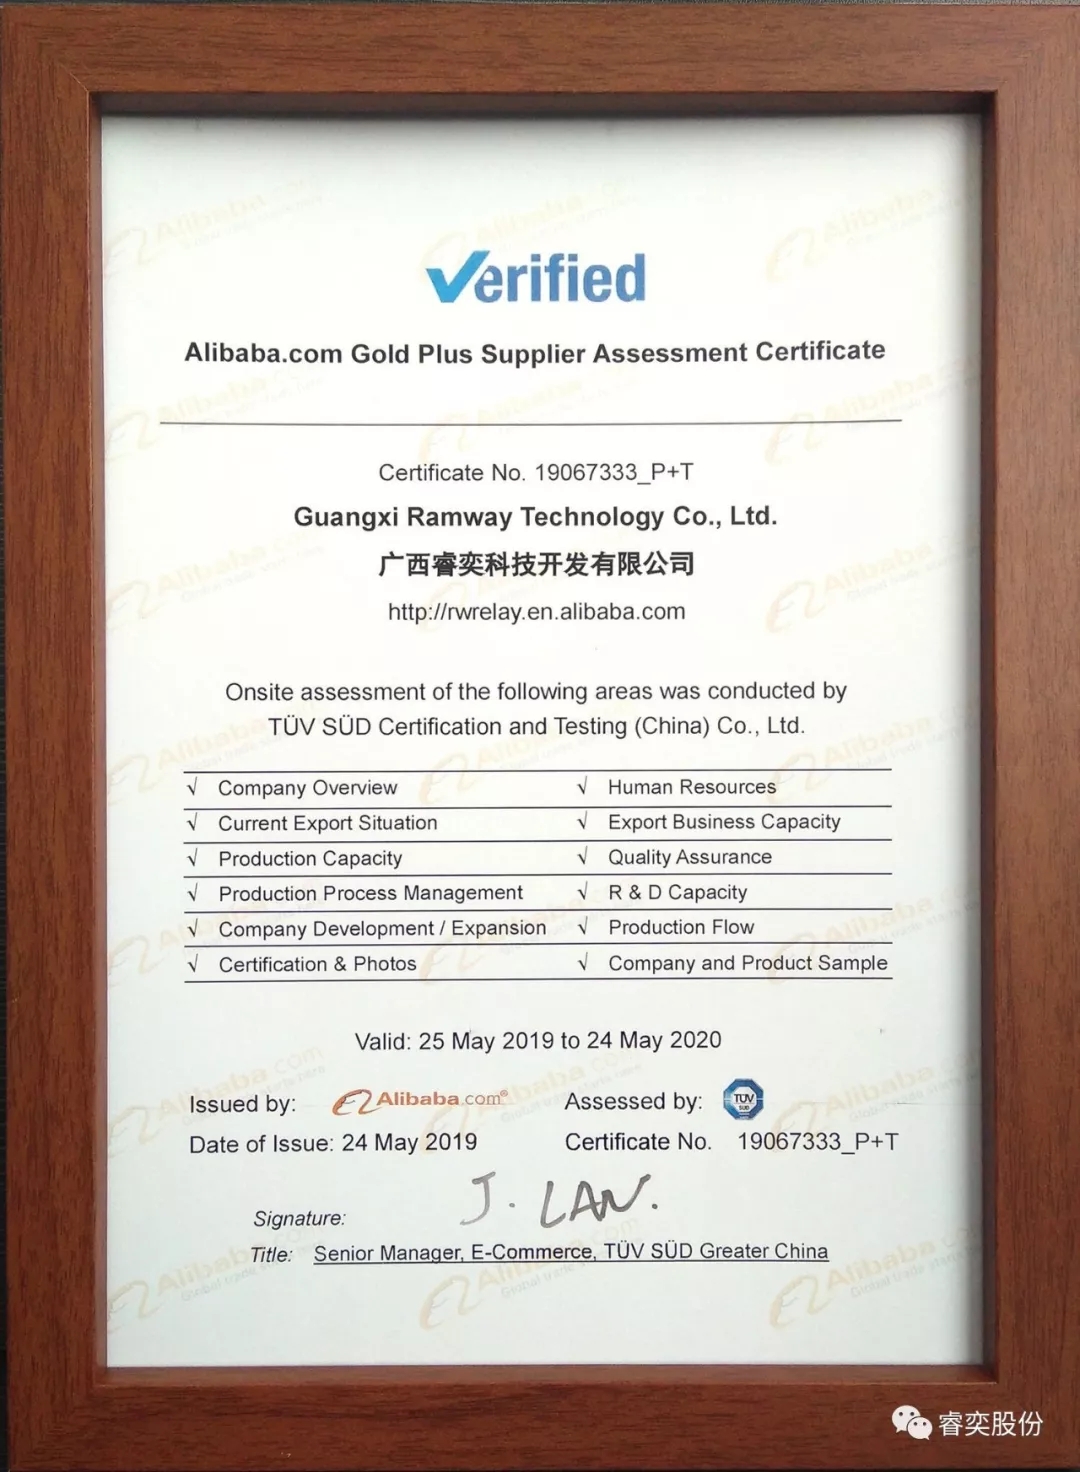 Verified
Alibaba.com Gold Plus Supplier Assessment Certificate
Certificate No. 19067333_P+T
Guangxi Ramway Technology Co., Ltd.
广西睿奕科技开发有限公司
http://rwrelay.en.alibaba.com
Onsite assessment of the following areas was conducted by
TÜV SÜD Certification and Testing (China) Co., Ltd.
√ Company Overview √ Human Resources
√ Current Export Situation √ Export Business Capacity
√ Production Capacity √ Quality Assurance
√ Production Process Management √ R & D Capacity
√ Company Development / Expansion √ Production Flow
√ Certification & Photos √ Company and Product Sample
Valid: 25 May 2019 to 24 May 2020
Issued by: Alibaba.com® Assessed by: TÜV SÜD
Date of Issue: 24 May 2019 Certificate No. 19067333_P+T
Signature: J. LAN.
Title: Senior Manager, E-Commerce, TÜV SÜD Greater China
睿奕股份